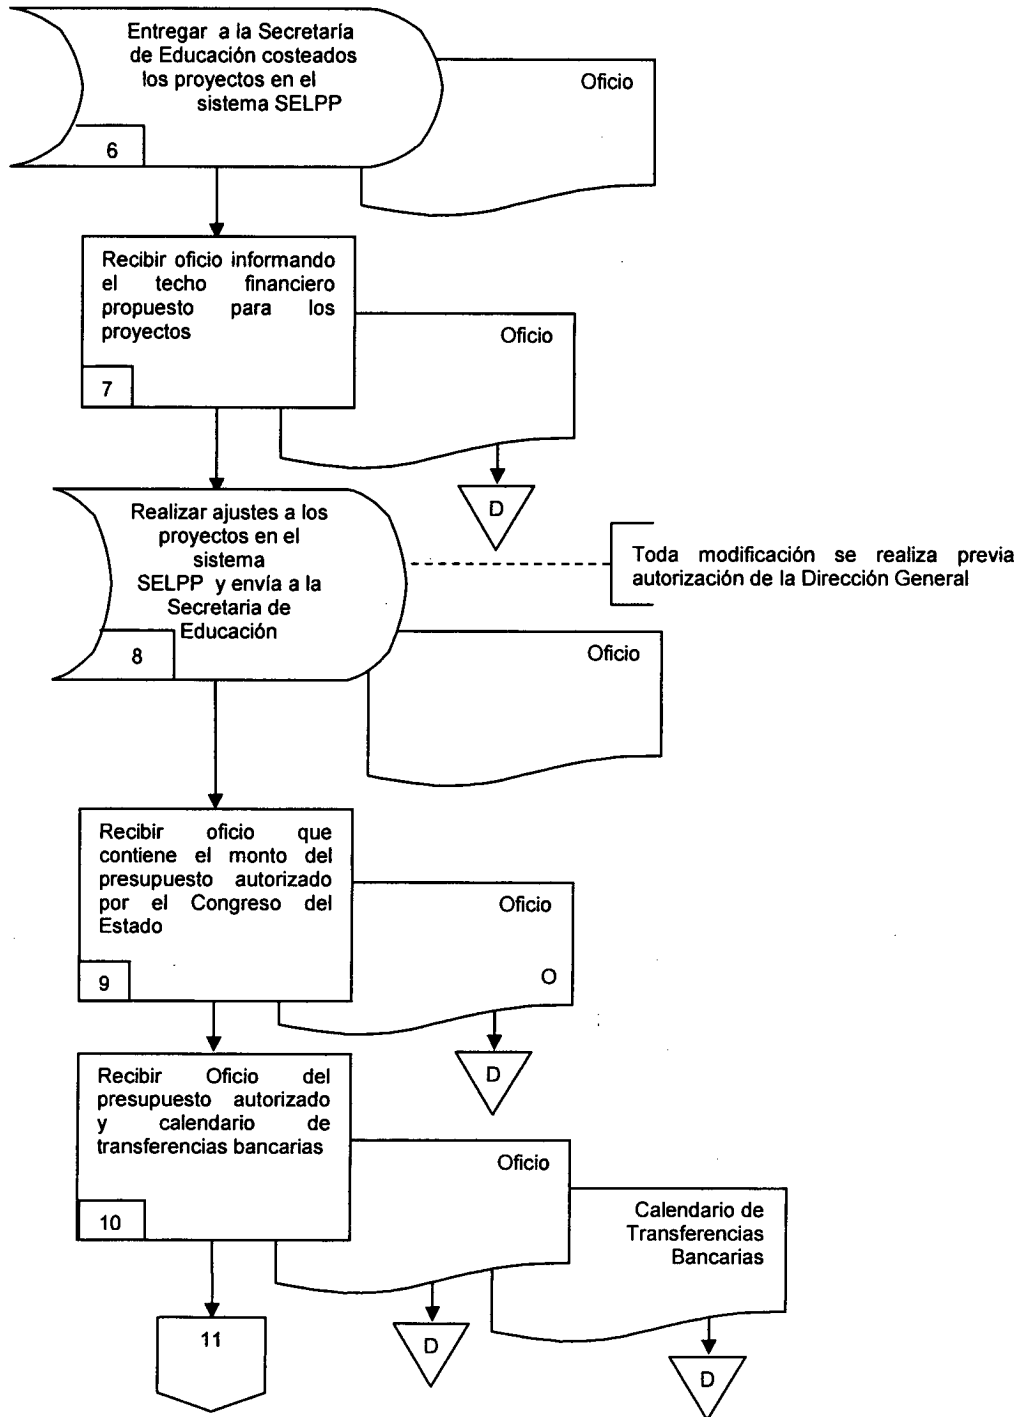 Entregar a la Secretaría
de Educación costeados
los proyectos en el
sistema SELPP
6
Oficio
Recibir oficio informando
el techo financiero
propuesto para los
proyectos
7
Oficio
D
Realizar ajustes a los
proyectos en el
sistema
SELPP y envía a la
Secretaria de
Educación
8
Toda modificación se realiza previa
autorización de la Dirección General
Oficio
Recibir oficio que
contiene el monto del
presupuesto autorizado
por el Congreso del
Estado
9
Oficio
O
D
Recibir Oficio del
presupuesto autorizado
y calendario de
transferencias bancarias
10
Oficio
Calendario de
Transferencias
Bancarias
11
D
D